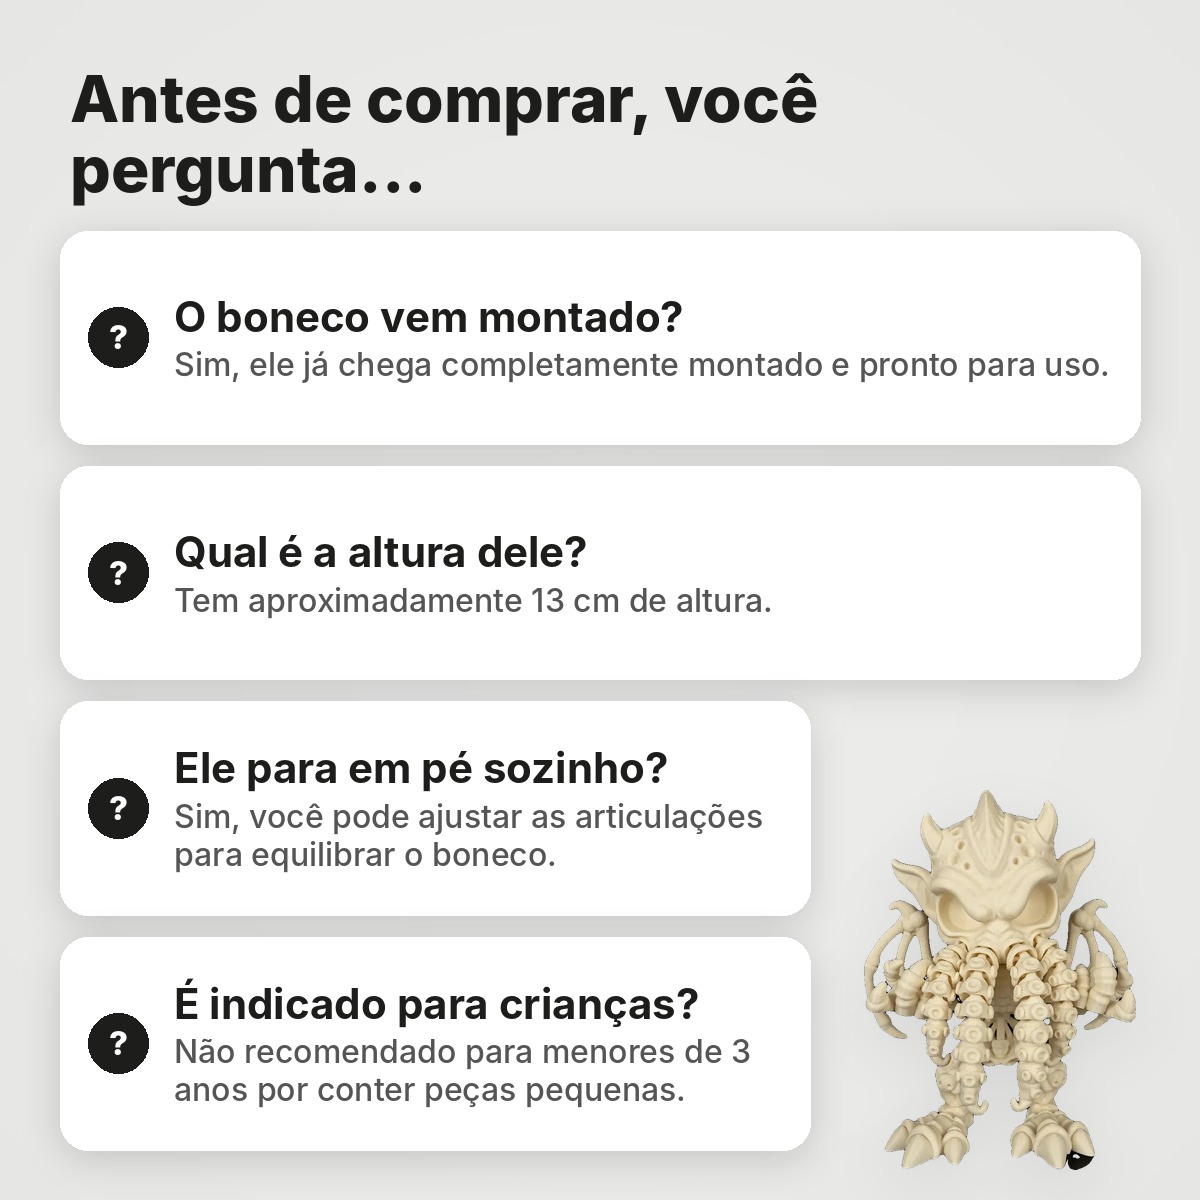 Antes de comprar, você
pergunta...
?
O boneco vem montado?
Sim, ele já chega completamente montado e pronto para uso.
?
Qual é a altura dele?
Tem aproximadamente 13 cm de altura.
?
Ele para em pé sozinho?
Sim, você pode ajustar as articulações
para equilibrar o boneco.
?
É indicado para crianças?
Não recomendado para menores de 3
anos por conter peças pequenas.